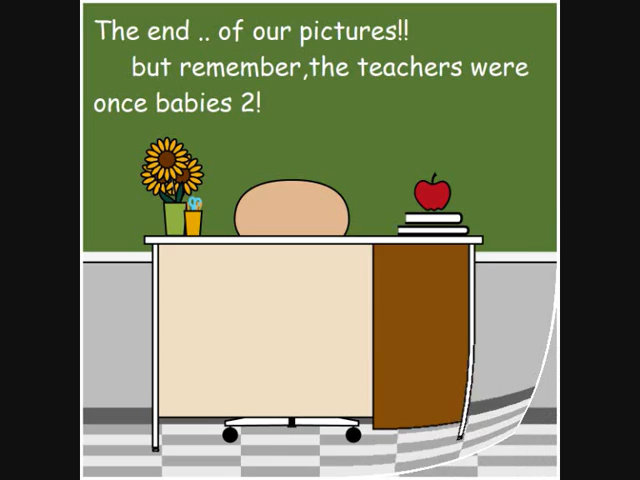 The end .. of our pictures!!
but remember,the teachers were
once babies 2!